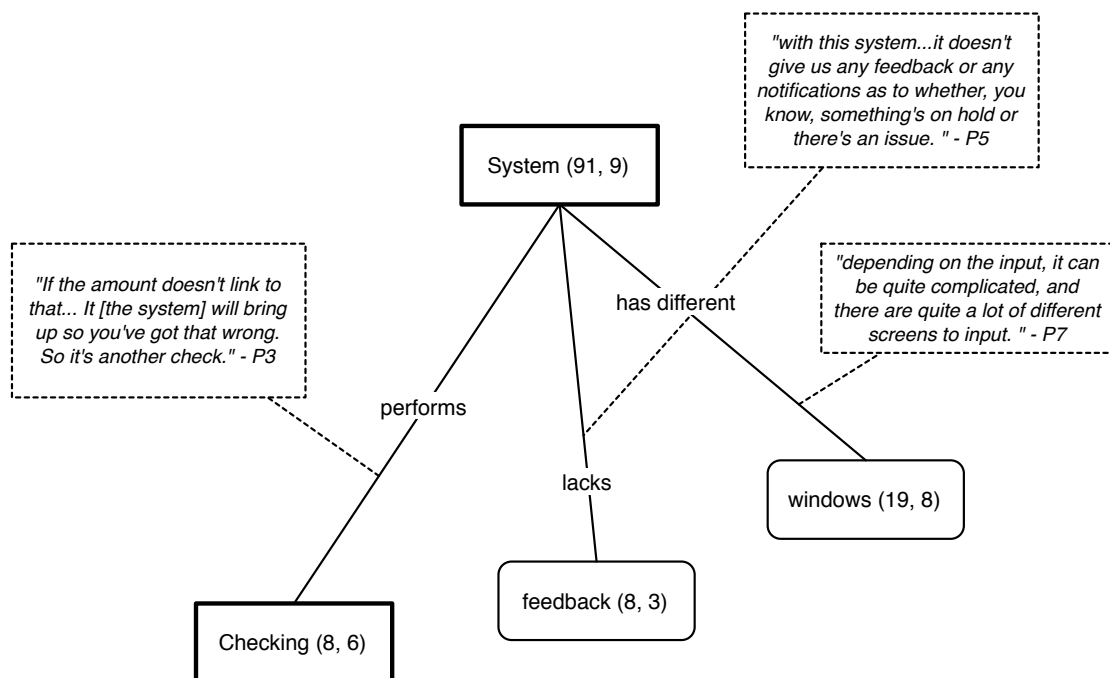 "with this system...it doesn't
give us any feedback or any
notifications as to whether, you
know, something's on hold or
there's an issue. " - P5
System (91, 9)
"If the amount doesn't link to
that... It [the system] will bring
up so you've got that wrong.
So it's another check." - P3
"depending on the input, it can
be quite complicated, and
there are quite a lot of different
screens to input. " - P7
has different
performs
lacks
windows (19, 8)
feedback (8, 3)
Checking (8, 6)